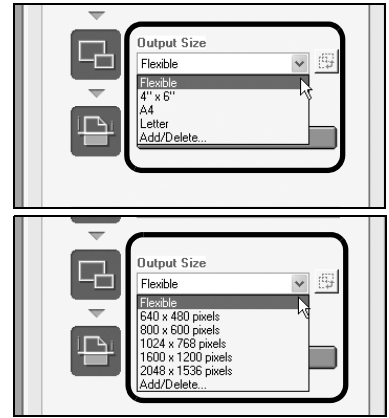 Output Size
Flexible
Flexible
4" x 6"
A4
Letter
Add/Delete...
Output Size
Flexible
Flexible
640 x 480 pixels
800 x 600 pixels
1024 x 768 pixels
1600 x 1200 pixels
2048 x 1536 pixels
Add/Delete...